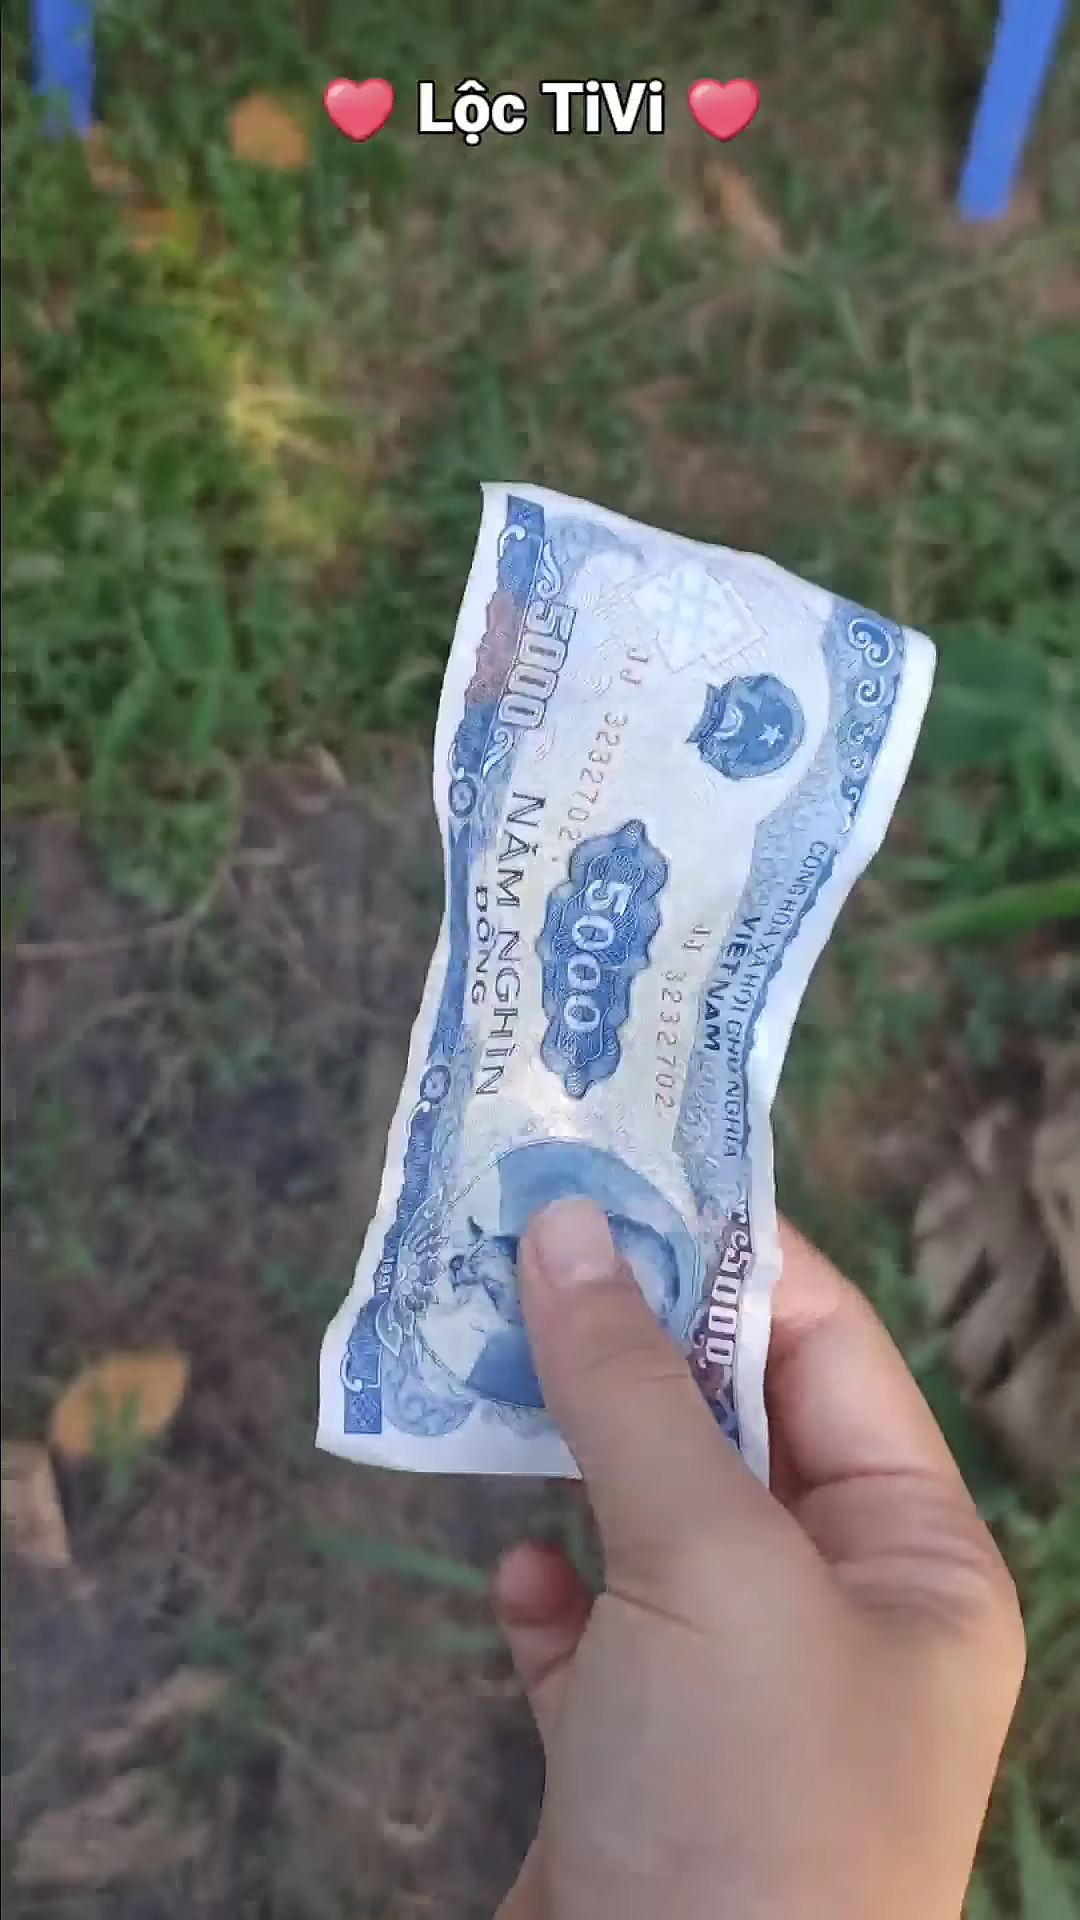 ❤️ Lộc TiVi ❤️
CỘNG HÒA XÃ HỘI CHỦ NGHĨA
VIỆT NAM
5000
JJ 3232702
5000
JJ 3232702
5000
NĂM NGHÌN
ĐỒNG
1991